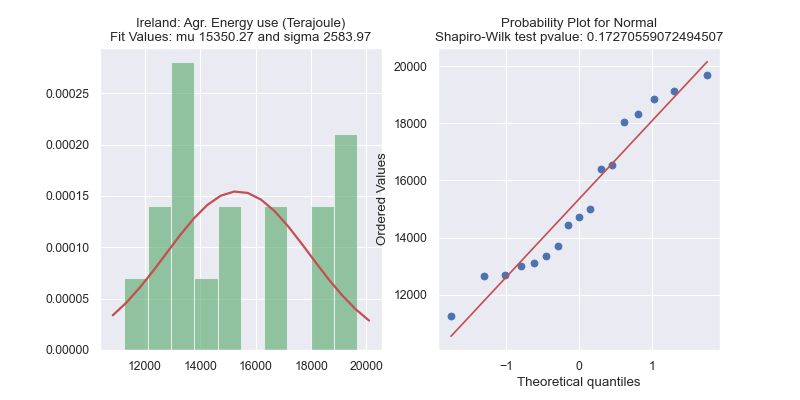 Ireland: Agr. Energy use (Terajoule)
Fit Values: mu 15350.27 and sigma 2583.97
0.00025
0.00020
0.00015
0.00010
0.00005
0.00000
12000 14000 16000 18000 20000
Probability Plot for Normal
Shapiro-Wilk test pvalue: 0.17270559072494507
Ordered Values
20000
18000
16000
14000
12000
−1 0 1
Theoretical quantiles